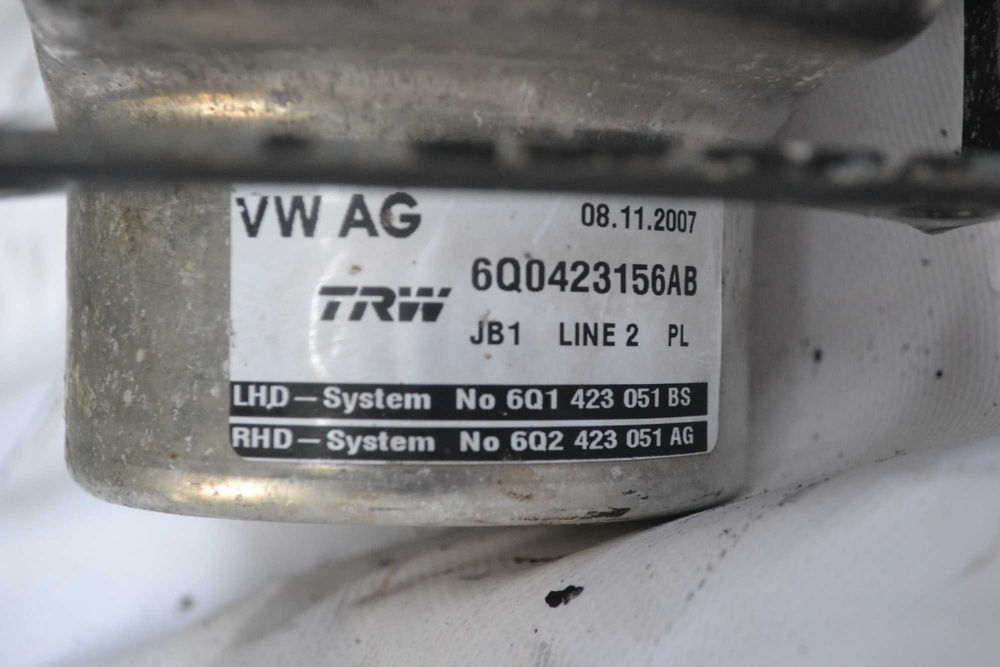 VW AG 08.11.2007
TRW 6Q0423156AB
JB1 LINE 2 PL
LHD – System No 6Q1 423 051 BS
RHD – System No 6Q2 423 051 AG